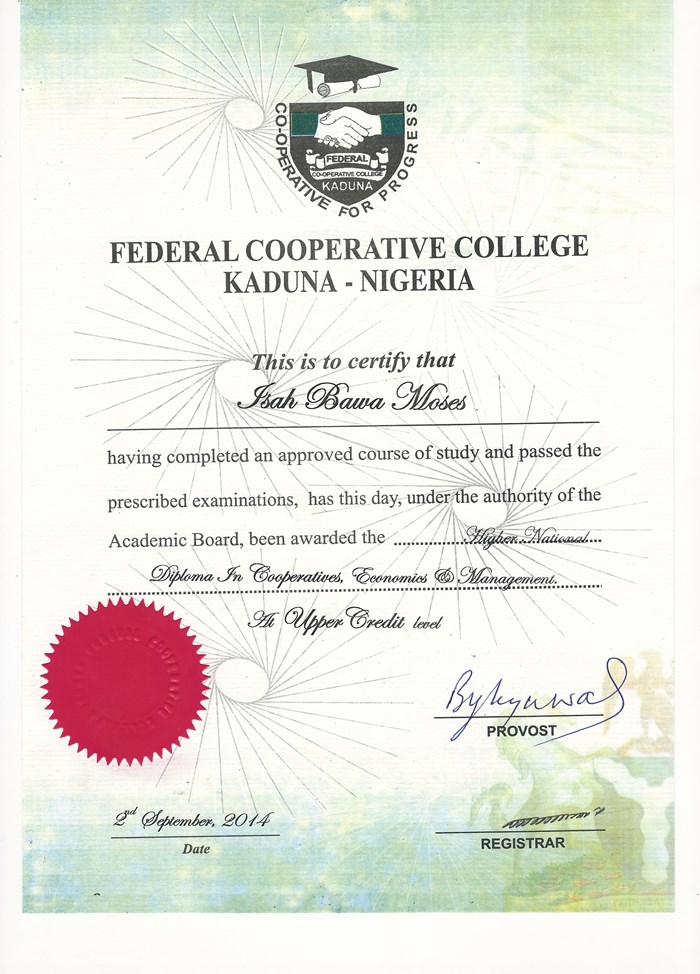 CO-OPERATIVE FOR PROGRESS
FEDERAL
CO-OPERATIVE COLLEGE
KADUNA
FEDERAL COOPERATIVE COLLEGE
KADUNA - NIGERIA
This is to certify that
Isah Bawa Moses
having completed an approved course of study and passed the
prescribed examinations, has this day, under the authority of the
Academic Board, been awarded the ..........Higher National...
Diploma In Cooperatives, Economics & Management.
At Upper Credit level
PROVOST
2nd September, 2014
Date
REGISTRAR